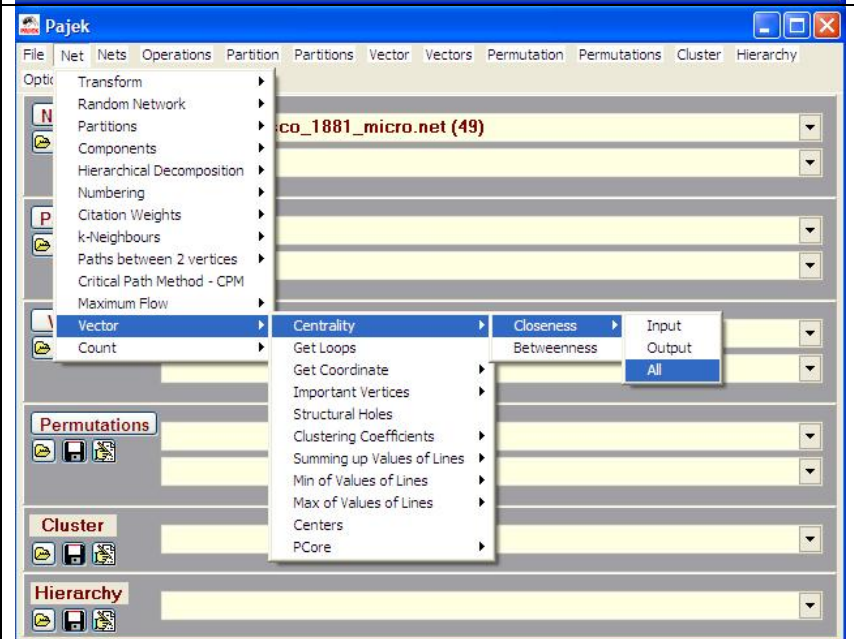 Pajek
File Net Nets Operations Partition Partitions Vector Vectors Permutation Permutations Cluster Hierarchy
Transform
Random Network
Partitions
co_1881_micro.net (49)
Components
Hierarchical Decomposition
Numbering
Citation Weights
k-Neighbours
Paths between 2 vertices
Critical Path Method - CPM
Maximum Flow
Vector Centrality Closeness Input
Count Get Loops Betweenness Output
Get Coordinate All
Important Vertices
Structural Holes
Permutations
Clustering Coefficients
Summing up Values of Lines
Min of Values of Lines
Max of Values of Lines
Centers
Cluster
PCore
Hierarchy